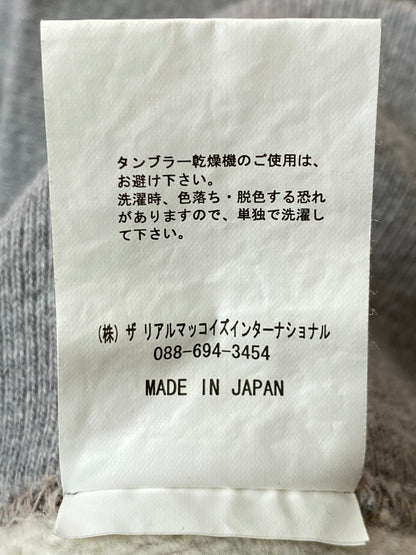 タンブラー乾燥機のご使用は、
お避け下さい。
洗濯時、色落ち・脱色する恐れ
がありますので、単独で洗濯し
て下さい。
(株) ザ リアルマッコイズインターナショナル
088-694-3454
MADE IN JAPAN